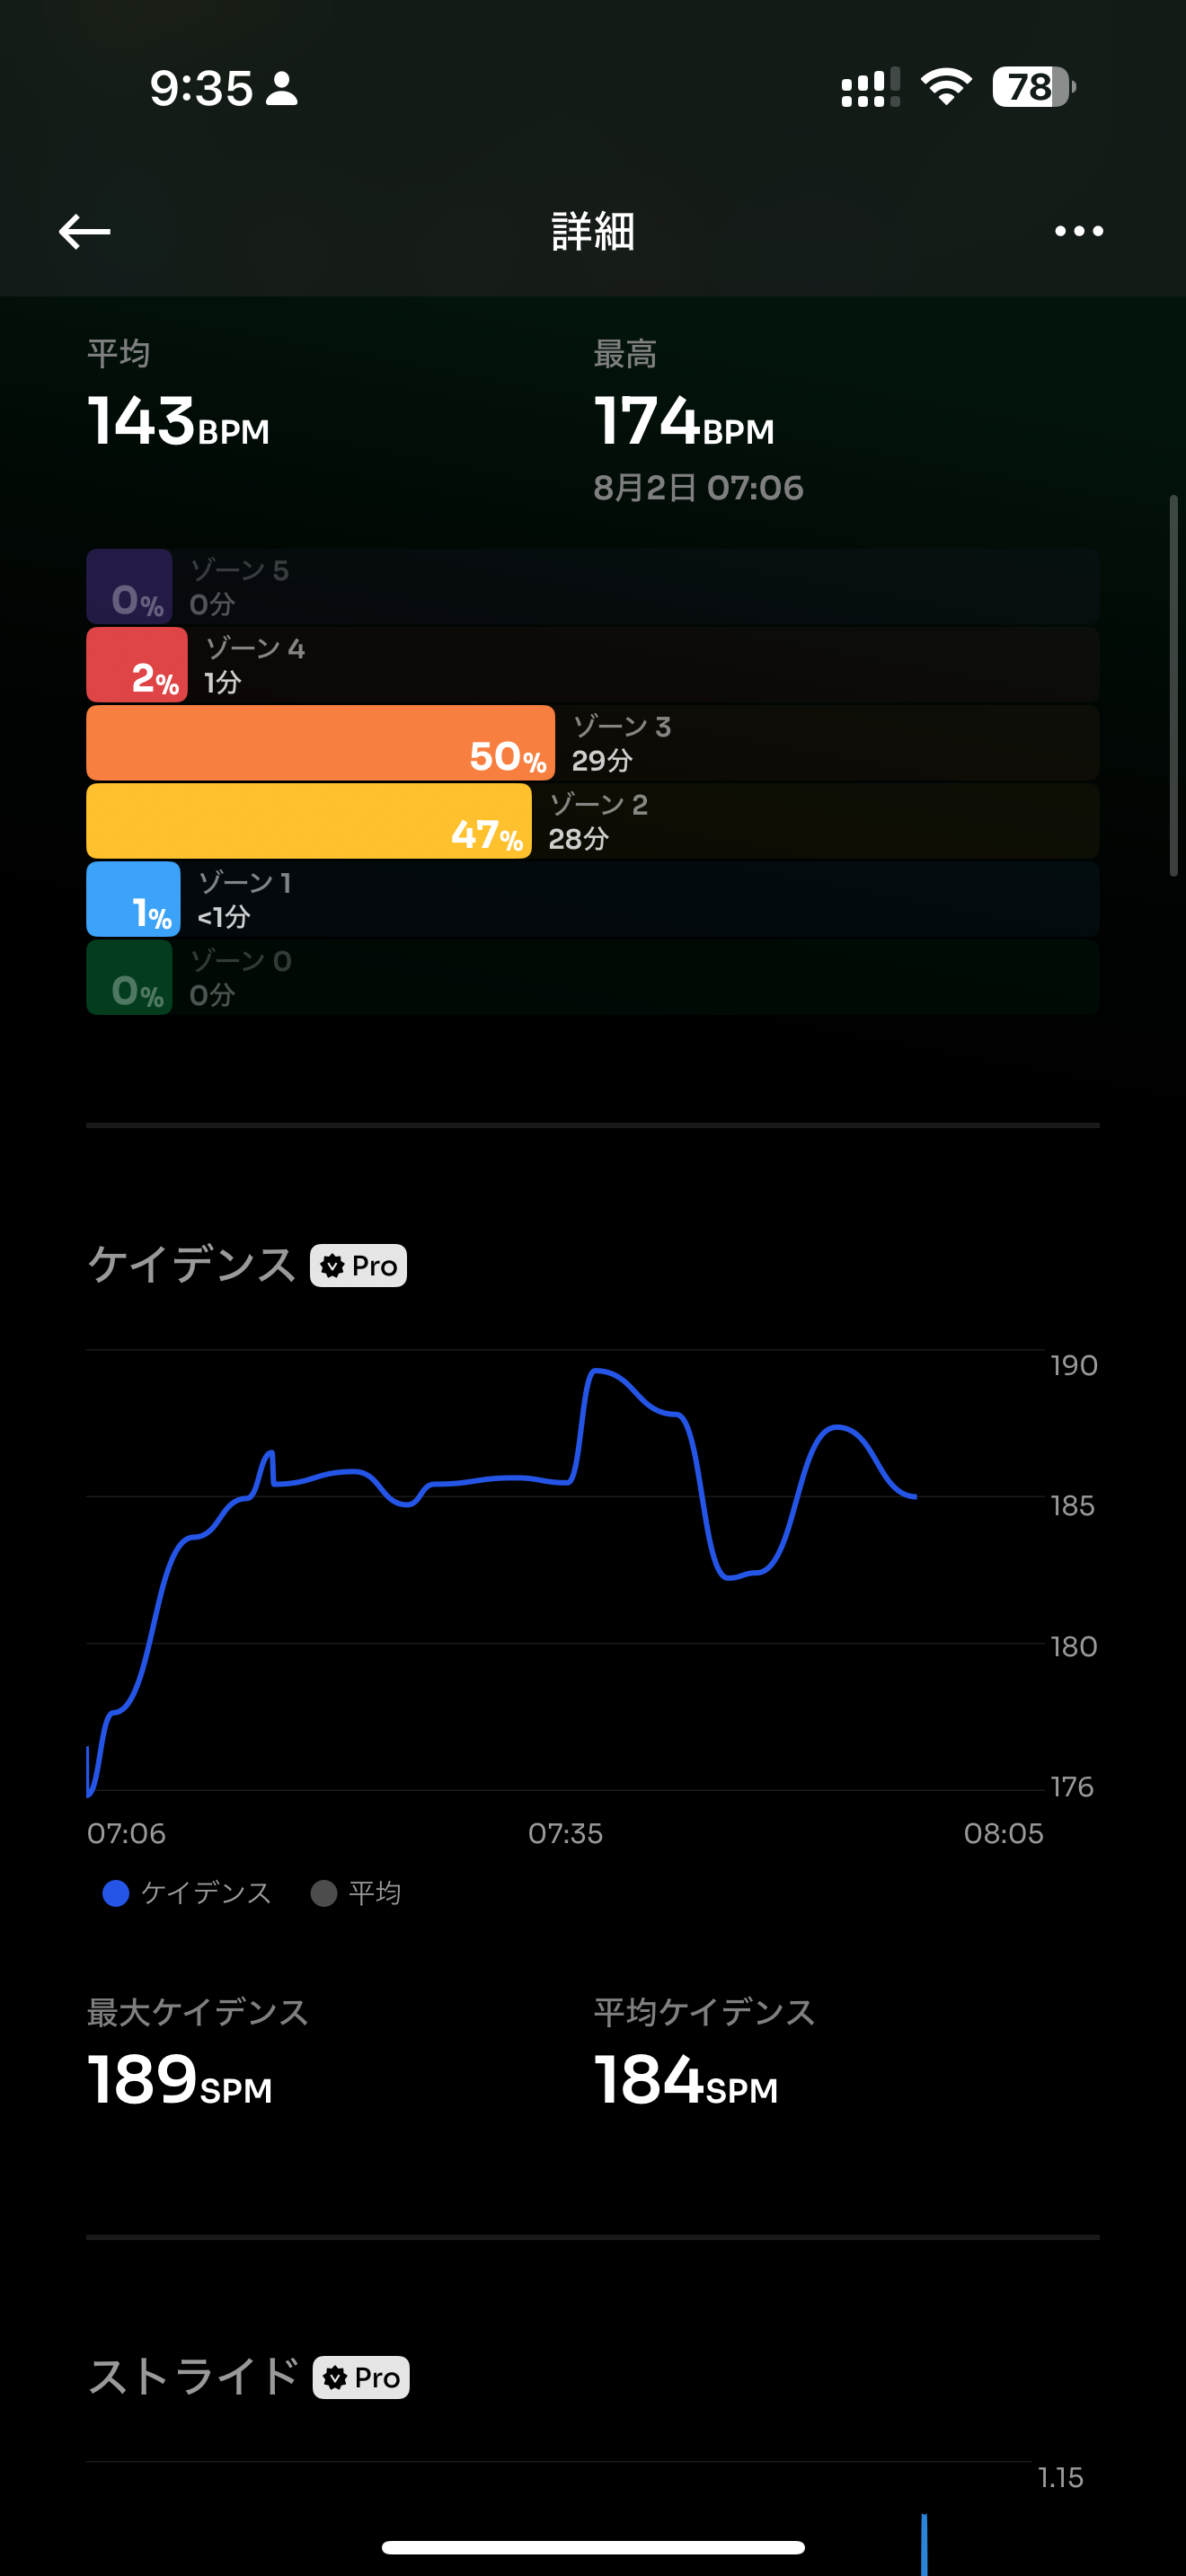 9:35
78
詳細
平均
最高
143BPM
174BPM
8月2日 07:06
ゾーン 5
0%
0分
ゾーン 4
2%
1分
ゾーン 3
50%
29分
ゾーン 2
47%
28分
ゾーン 1
1%
<1分
ゾーン 0
0%
0分
ケイデンス Pro
190
185
180
176
07:06
07:35
08:05
ケイデンス
平均
最大ケイデンス
平均ケイデンス
189SPM
184SPM
ストライド Pro
1.15